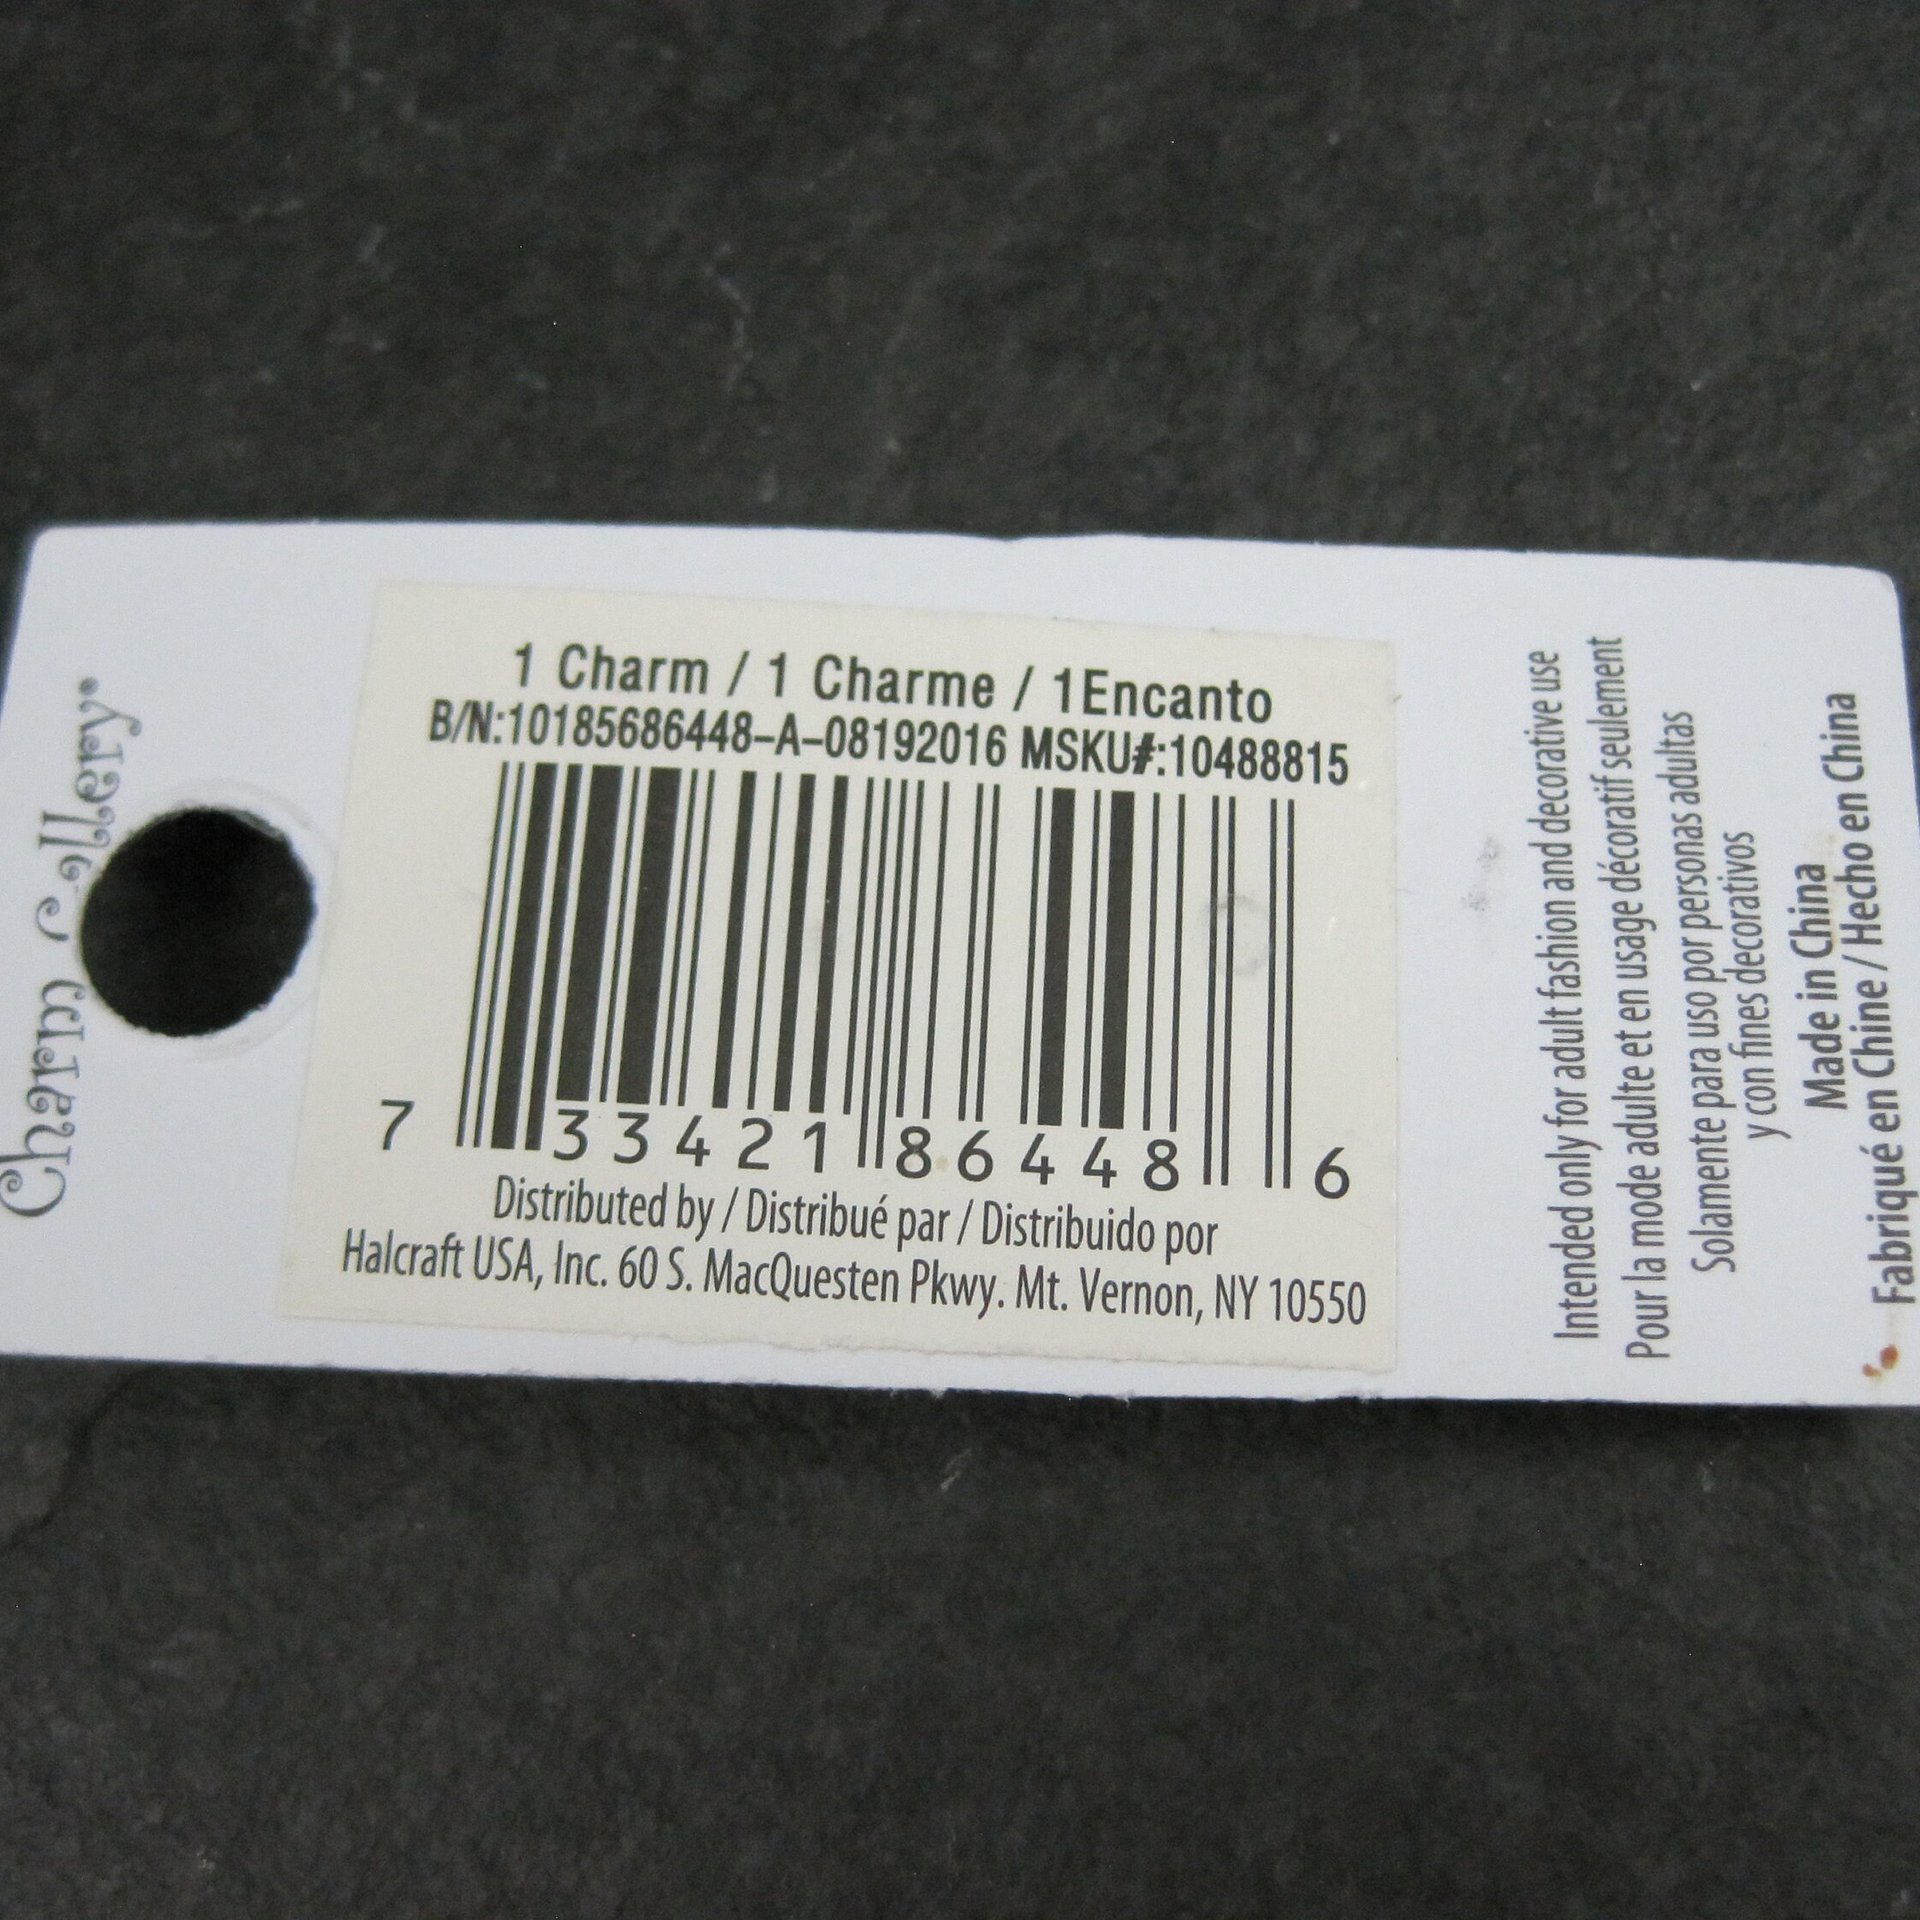 Charm
1 Charm / 1 Charme / 1Encanto
B/N:10185686448-A-08192016 MSKU#:10488815
7 33421 86448 6
Distributed by / Distribué par / Distribuido por
Halcraft USA, Inc. 60 S. MacQuesten Pkwy. Mt. Vernon, NY 10550
Intended only for adult fashion and decorative use
Pour la mode adulte et en usage décoratif seulement
Solamente para uso por personas adultas
y con fines decorativos
Made in China
Fabriqué en Chine / Hecho en China